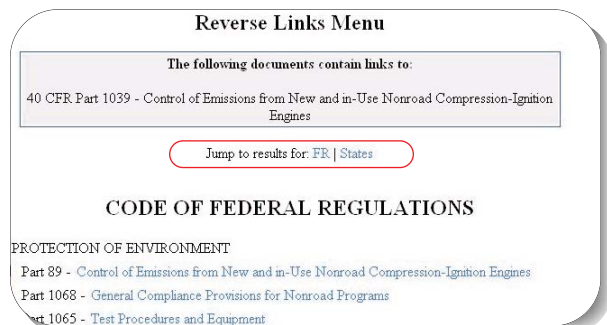 Reverse Links Menu
The following documents contain links to:
40 CFR Part 1039 - Control of Emissions from New and in-Use Nonroad Compression-Ignition
Engines
Jump to results for: FR | States
CODE OF FEDERAL REGULATIONS
PROTECTION OF ENVIRONMENT
Part 89 - Control of Emissions from New and in-Use Nonroad Compression-Ignition Engines
Part 1068 - General Compliance Provisions for Nonroad Programs
Part 1065 - Test Procedures and Equipment